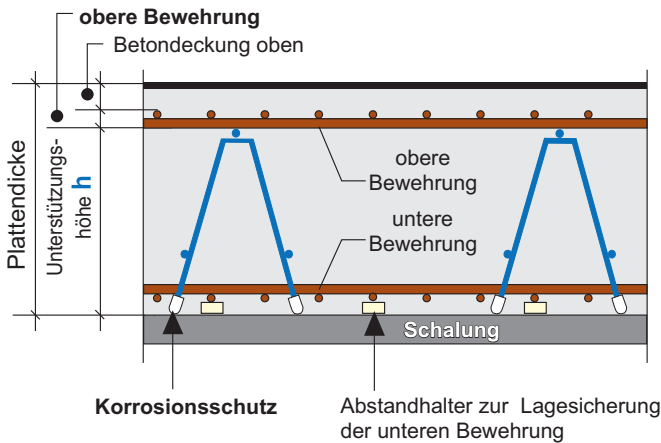 obere Bewehrung
Betondeckung oben
Plattendicke
Unterstützungs-
höhe h
obere
Bewehrung
untere
Bewehrung
Schalung
Korrosionsschutz
Abstandhalter zur Lagesicherung
der unteren Bewehrung